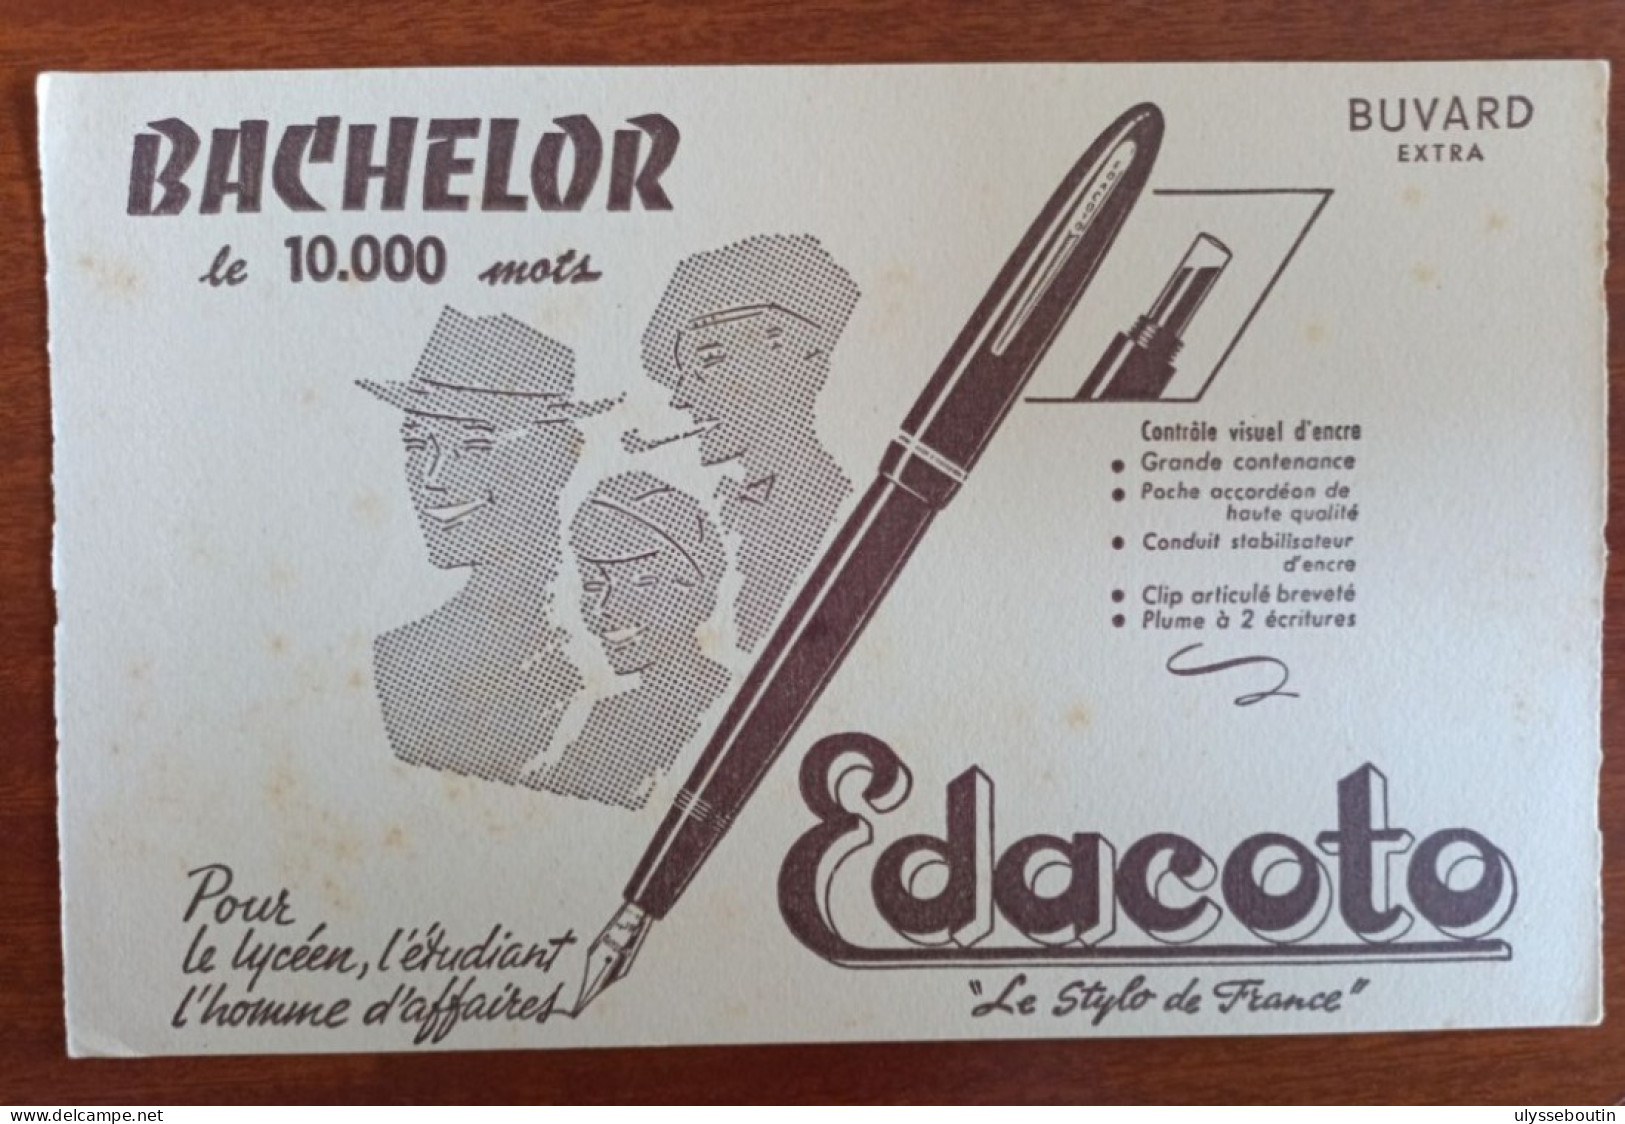 BACHELOR
le 10.000 mots
BUVARD
EXTRA
Contrôle visuel d'encre
• Grande contenance
• Poche accordéon de
haute qualité
• Conduit stabilisateur
d'encre
• Clip articulé breveté
• Plume à 2 écritures
Pour
le lycéen, l'étudiant
l'homme d'affaires
Edacoto
"Le Stylo de France"
www.delcampe.com
ulysseboutin